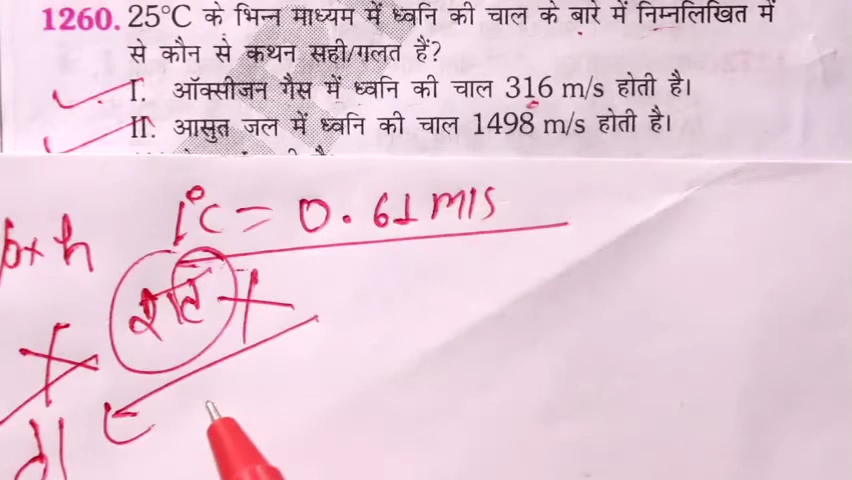 1260. 25°C के भिन्न माध्यम में ध्वनि की चाल के बारे में निम्नलिखित में
से कौन से कथन सही/गलत हैं?
I. ऑक्सीजन गैस में ध्वनि की चाल 316 m/s होती है।
II. आसुत जल में ध्वनि की चाल 1498 m/s होती है।
1°C = 0.61 m/s